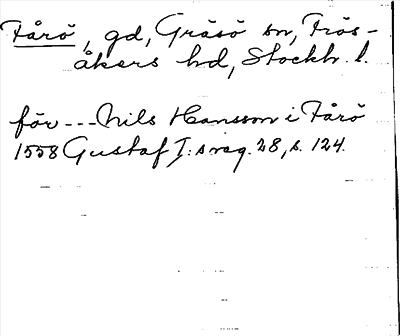 Fårö, gd, Gräsö sn, Frös-
åkers hd, Stockh. l.
för --- Nils Hansson i Fårö
1558 Gustaf I:s reg. 28, s. 124.